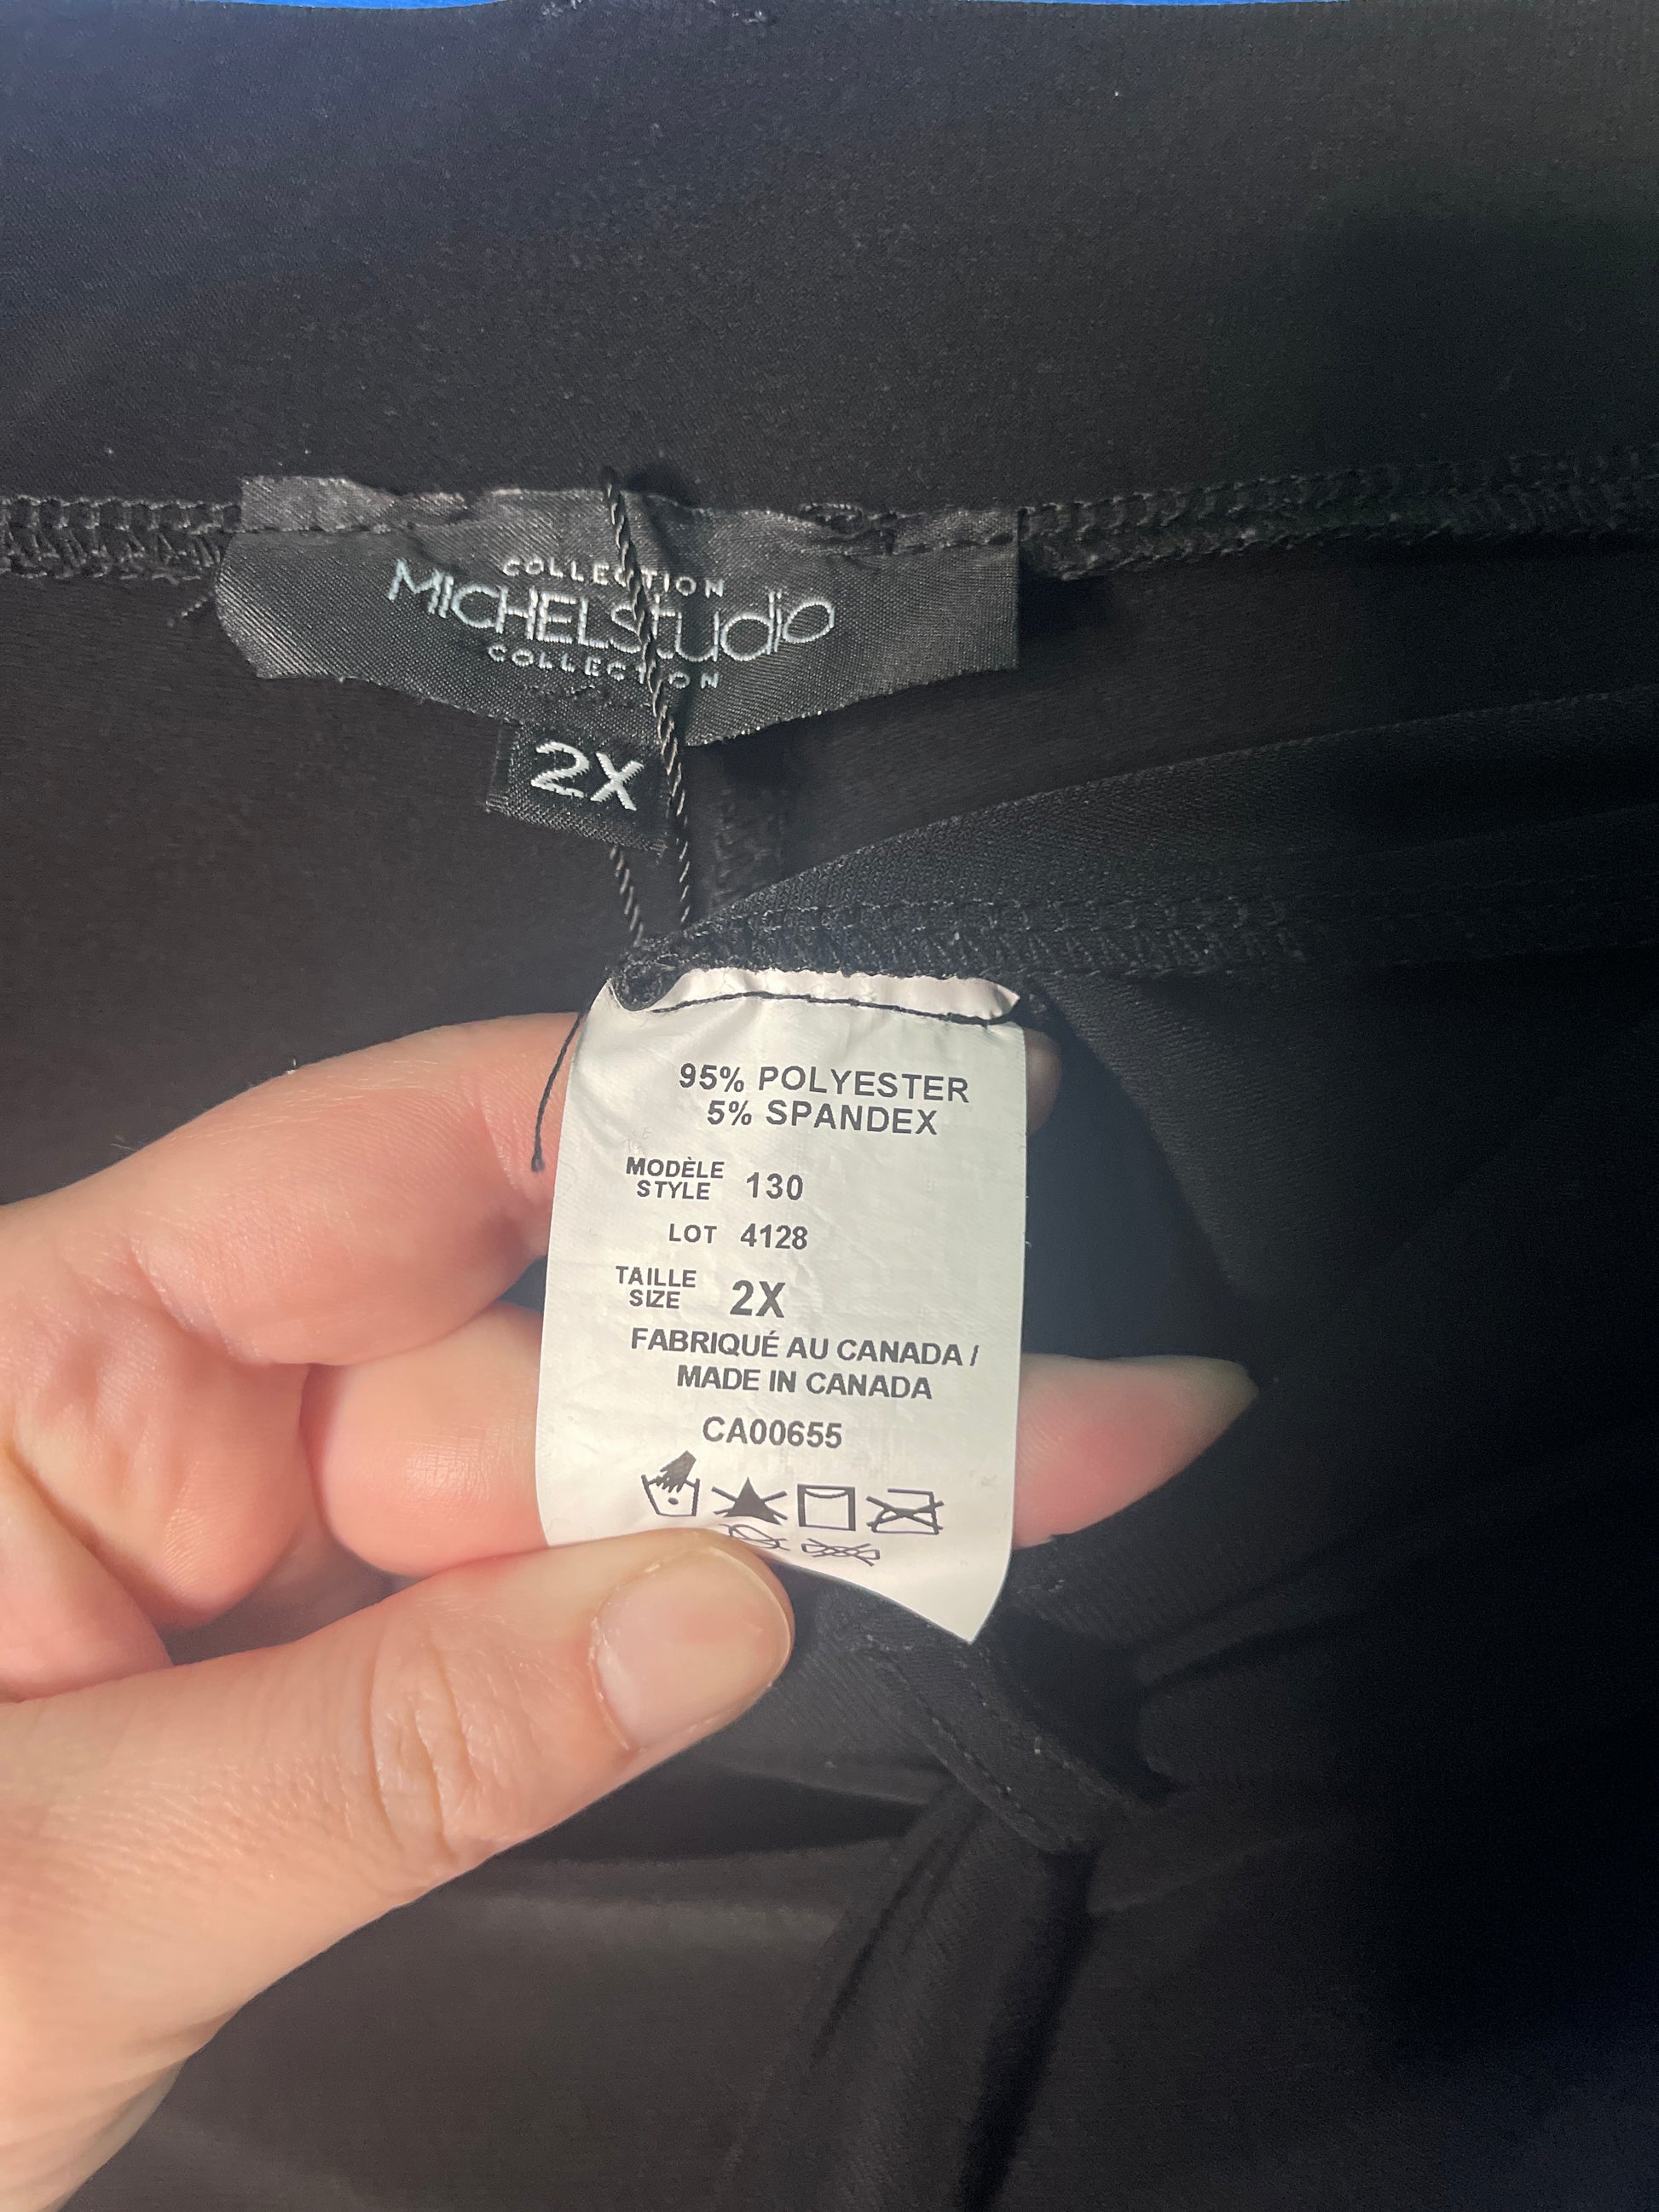 COLLECTION
MICHELStudio
COLLECTION
2X
95% POLYESTER
5% SPANDEX
MODÈLE
STYLE 130
LOT 4128
TAILLE
SIZE 2X
FABRIQUÉ AU CANADA /
MADE IN CANADA
CA00655